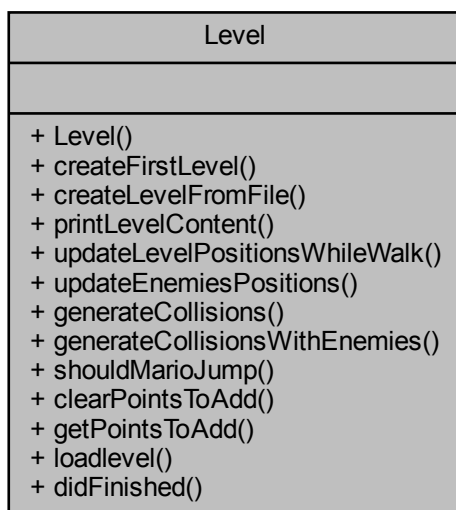 Level
+ Level()
+ createFirstLevel()
+ createLevelFromFile()
+ printLevelContent()
+ updateLevelPositionsWhileWalk()
+ updateEnemiesPositions()
+ generateCollisions()
+ generateCollisionsWithEnemies()
+ shouldMarioJump()
+ clearPointsToAdd()
+ getPointsToAdd()
+ loadlevel()
+ didFinished()